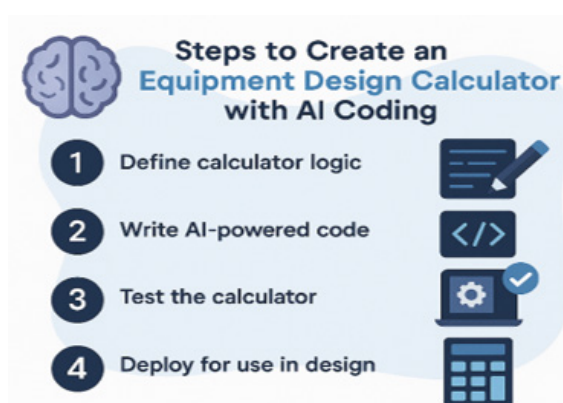 Steps to Create an
Equipment Design Calculator
with AI Coding
1 Define calculator logic
2 Write AI-powered code
</>
3 Test the calculator
4 Deploy for use in design